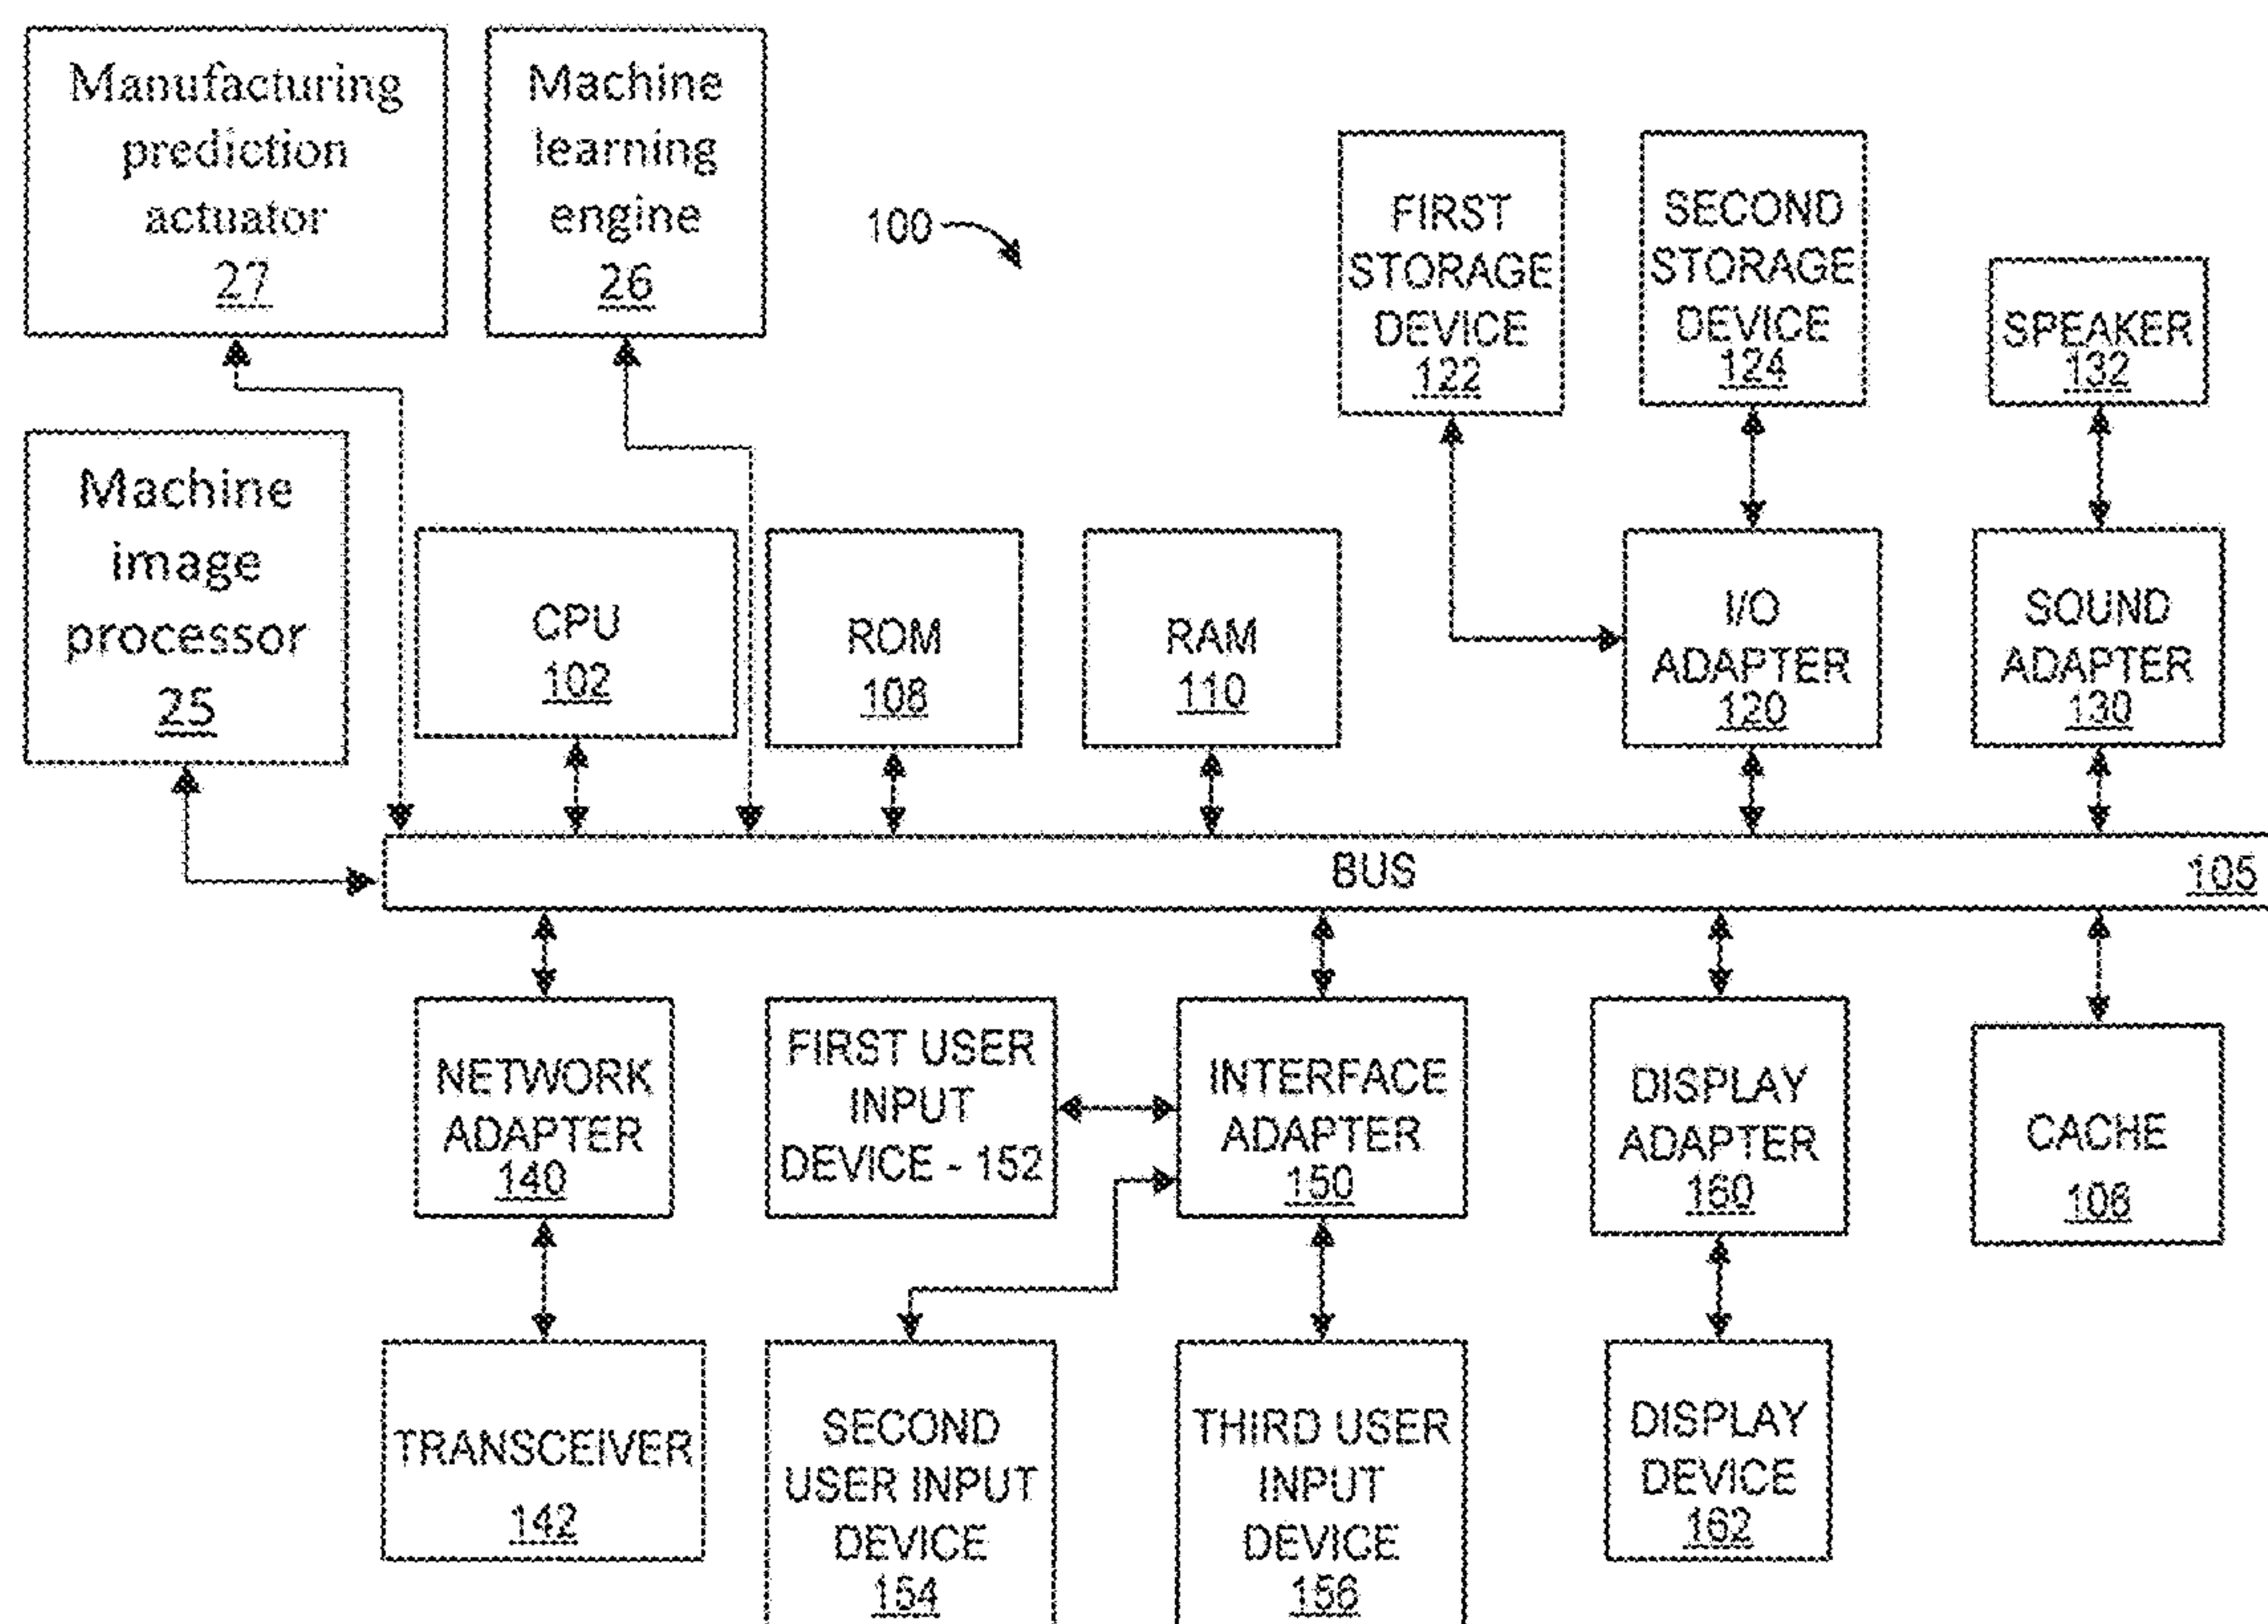 Manufacturing
prediction
actuator
27
Machine
learning
engine
26
100
FIRST
STORAGE
DEVICE
122
SECOND
STORAGE
DEVICE
124
SPEAKER
132
Machine
image
processor
25
CPU
102
ROM
108
RAM
110
I/O
ADAPTER
120
SOUND
ADAPTER
130
BUS
105
NETWORK
ADAPTER
140
FIRST USER
INPUT
DEVICE - 152
INTERFACE
ADAPTER
150
DISPLAY
ADAPTER
160
CACHE
106
TRANSCEIVER
142
SECOND
USER INPUT
DEVICE
154
THIRD USER
INPUT
DEVICE
156
DISPLAY
DEVICE
162